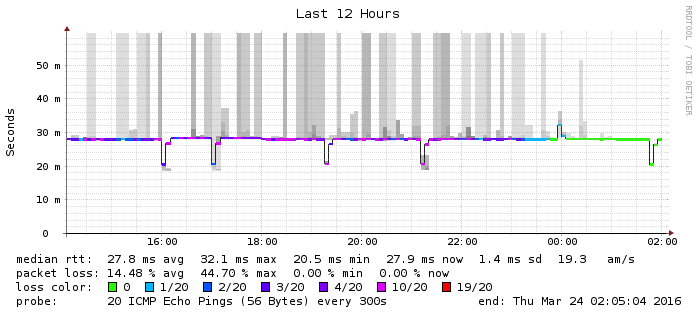 Last 12 Hours
RRDTOOL / TOBI OETIKER
Seconds
50 m
40 m
30 m
20 m
10 m
0
16:00 18:00 20:00 22:00 00:00 02:00
median rtt: 27.8 ms avg 32.1 ms max 20.5 ms min 27.9 ms now 1.4 ms sd 19.3 am/s
packet loss: 14.48 % avg 44.70 % max 0.00 % min 0.00 % now
loss color: 0 1/20 2/20 3/20 4/20 10/20 19/20
probe: 20 ICMP Echo Pings (56 Bytes) every 300s end: Thu Mar 24 02:05:04 2016